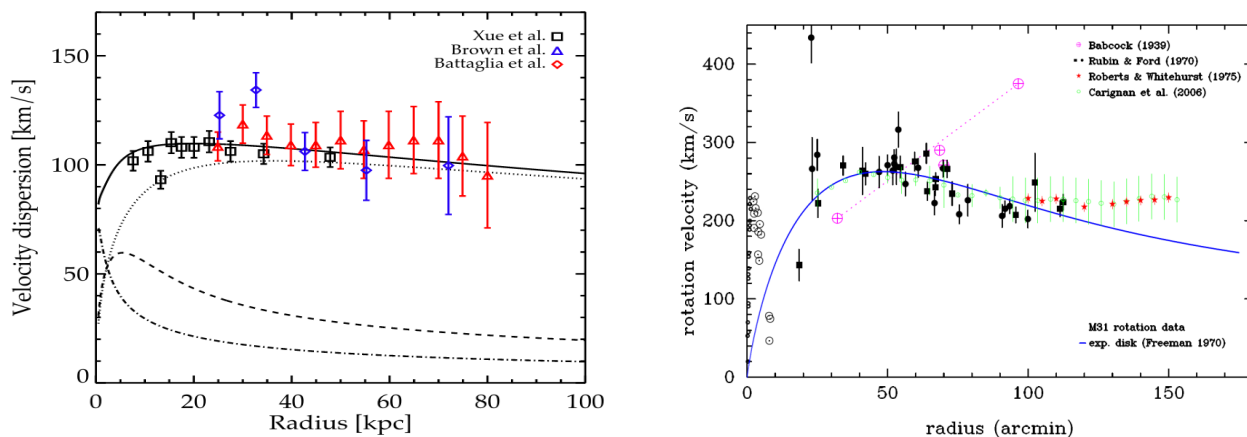 Velocity dispersion [km/s]
150
100
50
0
Xue et al.
Brown et al.
Battaglia et al.
0 20 40 60 80 100
Radius [kpc]
rotation velocity (km/s)
400
300
200
100
0
Babcock (1939)
Rubin & Ford (1970)
Roberts & Whitehurst (1975)
Carignan et al. (2006)
M31 rotation data
exp. disk (Freeman 1970)
0 50 100 150
radius (arcmin)